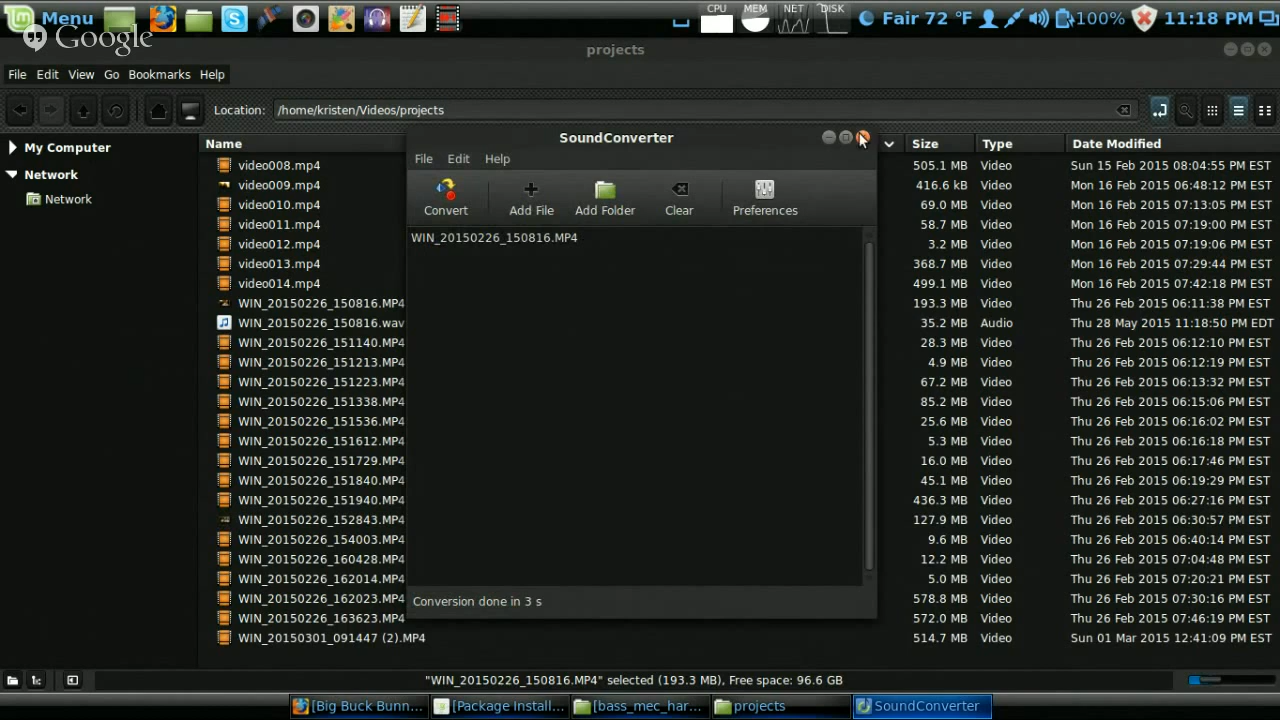 Menu CPU MEM NET DISK Fair 72 °F 100% 11:18 PM
Google
projects
File Edit View Go Bookmarks Help
Location: /home/kristen/Videos/projects
My Computer
Network
Network
Name Size Type Date Modified
video008.mp4 505.1 MB Video Sun 15 Feb 2015 08:04:55 PM EST
video009.mp4 416.6 kB Video Mon 16 Feb 2015 06:48:12 PM EST
video010.mp4 69.0 MB Video Mon 16 Feb 2015 07:13:05 PM EST
video011.mp4 58.7 MB Video Mon 16 Feb 2015 07:19:00 PM EST
video012.mp4 3.2 MB Video Mon 16 Feb 2015 07:19:06 PM EST
video013.mp4 368.7 MB Video Mon 16 Feb 2015 07:29:44 PM EST
video014.mp4 499.1 MB Video Mon 16 Feb 2015 07:42:18 PM EST
WIN_20150226_150816.MP4 193.3 MB Video Thu 26 Feb 2015 06:11:38 PM EST
WIN_20150226_150816.wav 35.2 MB Audio Thu 28 May 2015 11:18:50 PM EDT
WIN_20150226_151140.MP4 28.3 MB Video Thu 26 Feb 2015 06:12:10 PM EST
WIN_20150226_151213.MP4 4.9 MB Video Thu 26 Feb 2015 06:12:19 PM EST
WIN_20150226_151223.MP4 67.2 MB Video Thu 26 Feb 2015 06:13:32 PM EST
WIN_20150226_151338.MP4 85.2 MB Video Thu 26 Feb 2015 06:15:06 PM EST
WIN_20150226_151536.MP4 25.6 MB Video Thu 26 Feb 2015 06:16:02 PM EST
WIN_20150226_151612.MP4 5.3 MB Video Thu 26 Feb 2015 06:16:18 PM EST
WIN_20150226_151729.MP4 16.0 MB Video Thu 26 Feb 2015 06:17:46 PM EST
WIN_20150226_151840.MP4 45.1 MB Video Thu 26 Feb 2015 06:19:29 PM EST
WIN_20150226_151940.MP4 436.3 MB Video Thu 26 Feb 2015 06:27:16 PM EST
WIN_20150226_152843.MP4 127.9 MB Video Thu 26 Feb 2015 06:30:57 PM EST
WIN_20150226_154003.MP4 9.6 MB Video Thu 26 Feb 2015 06:40:14 PM EST
WIN_20150226_160428.MP4 12.2 MB Video Thu 26 Feb 2015 07:04:48 PM EST
WIN_20150226_162014.MP4 5.0 MB Video Thu 26 Feb 2015 07:20:21 PM EST
WIN_20150226_162023.MP4 578.8 MB Video Thu 26 Feb 2015 07:30:16 PM EST
WIN_20150226_163623.MP4 572.0 MB Video Thu 26 Feb 2015 07:46:19 PM EST
WIN_20150301_091447 (2).MP4 514.7 MB Video Sun 01 Mar 2015 12:41:09 PM EST
SoundConverter
File Edit Help
Convert Add File Add Folder Clear Preferences
WIN_20150226_150816.MP4
Conversion done in 3 s
"WIN_20150226_150816.MP4" selected (193.3 MB), Free space: 96.6 GB
[Big Buck Bunn... [Package Install... [bass_mec_har... projects SoundConverter